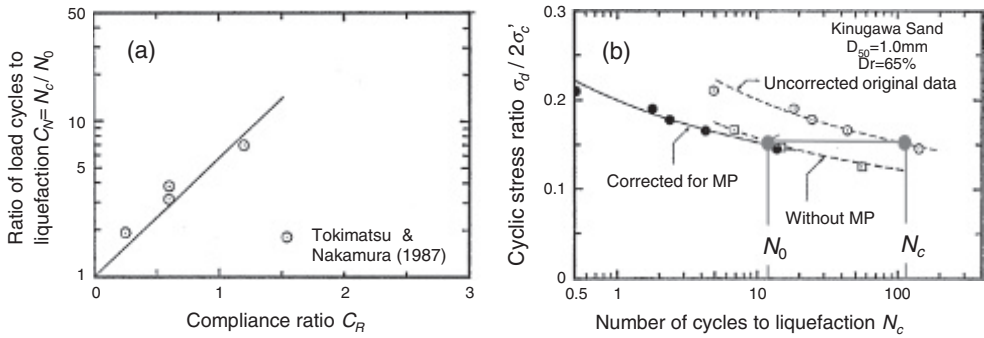 (a)
Ratio of load cycles to
liquefaction C_N= N_c/ N_0
50
10
5
1
0
1
2
3
Compliance ratio C_R
Tokimatsu &
Nakamura (1987)
(b)
Cyclic stress ratio σ_d / 2σ_c'
0.3
0.2
0.1
0
0.5
1
10
100
Number of cycles to liquefaction N_c
Kinugawa Sand
D_50=1.0mm
Dr=65%
Uncorrected original data
Corrected for MP
Without MP
N_0
N_c